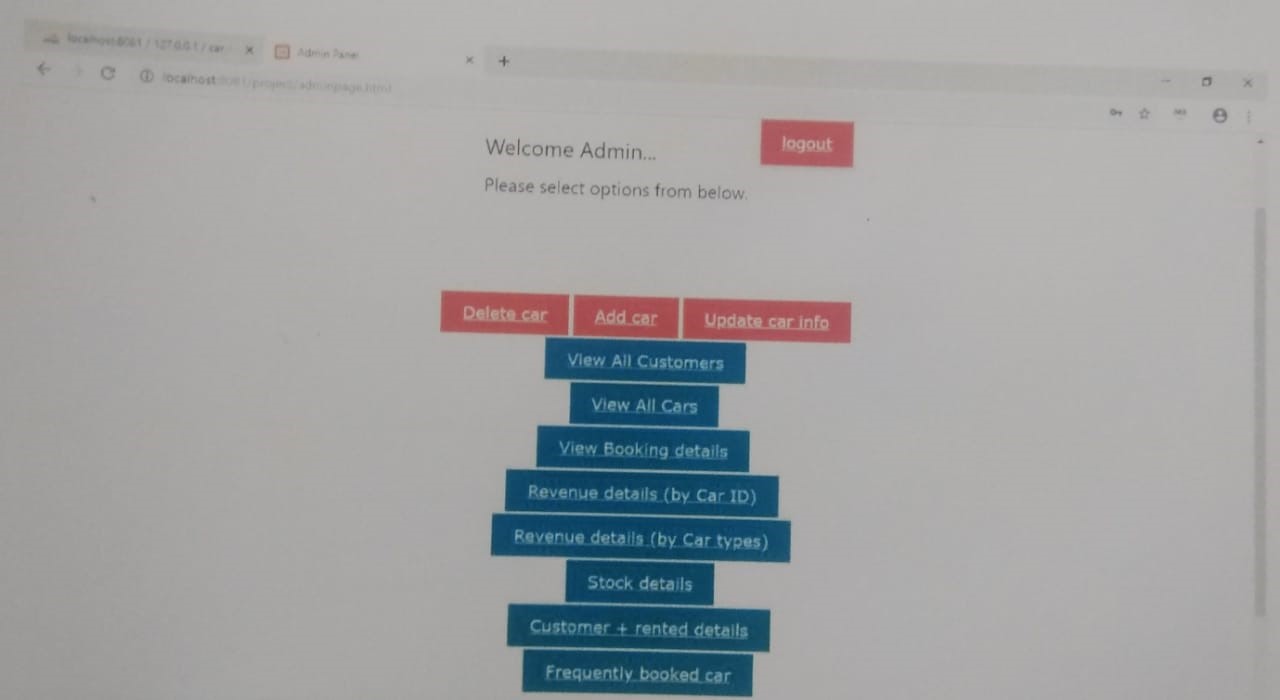 localhost:8081 / 127.0.0.1 / car
Admin Panel
localhost:8081/project/adminpage.html
Welcome Admin...
logout
Please select options from below.
Delete car
Add car
Update car info
View All Customers
View All Cars
View Booking details
Revenue details (by Car ID)
Revenue details (by Car types)
Stock details
Customer + rented details
Frequently booked car